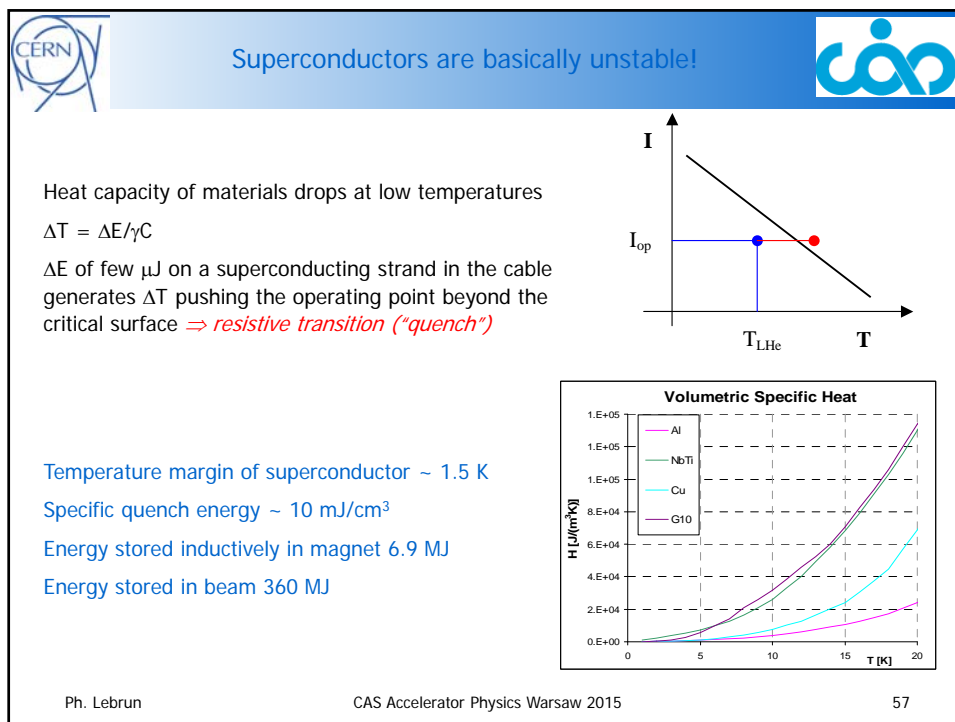 CERN
Superconductors are basically unstable!
Heat capacity of materials drops at low temperatures
ΔT = ΔE/γC
ΔE of few μJ on a superconducting strand in the cable
generates ΔT pushing the operating point beyond the
critical surface ⇒ resistive transition (“quench”)
I
I_op
T_LHe
T
Temperature margin of superconductor ~ 1.5 K
Specific quench energy ~ 10 mJ/cm³
Energy stored inductively in magnet 6.9 MJ
Energy stored in beam 360 MJ
Volumetric Specific Heat
H [J/(m³K)]
1.E+05
1.E+05
1.E+05
8.E+04
6.E+04
4.E+04
2.E+04
0.E+00
Al
NbTi
Cu
G10
0 5 10 15 20
T [K]
Ph. Lebrun CAS Accelerator Physics Warsaw 2015 57